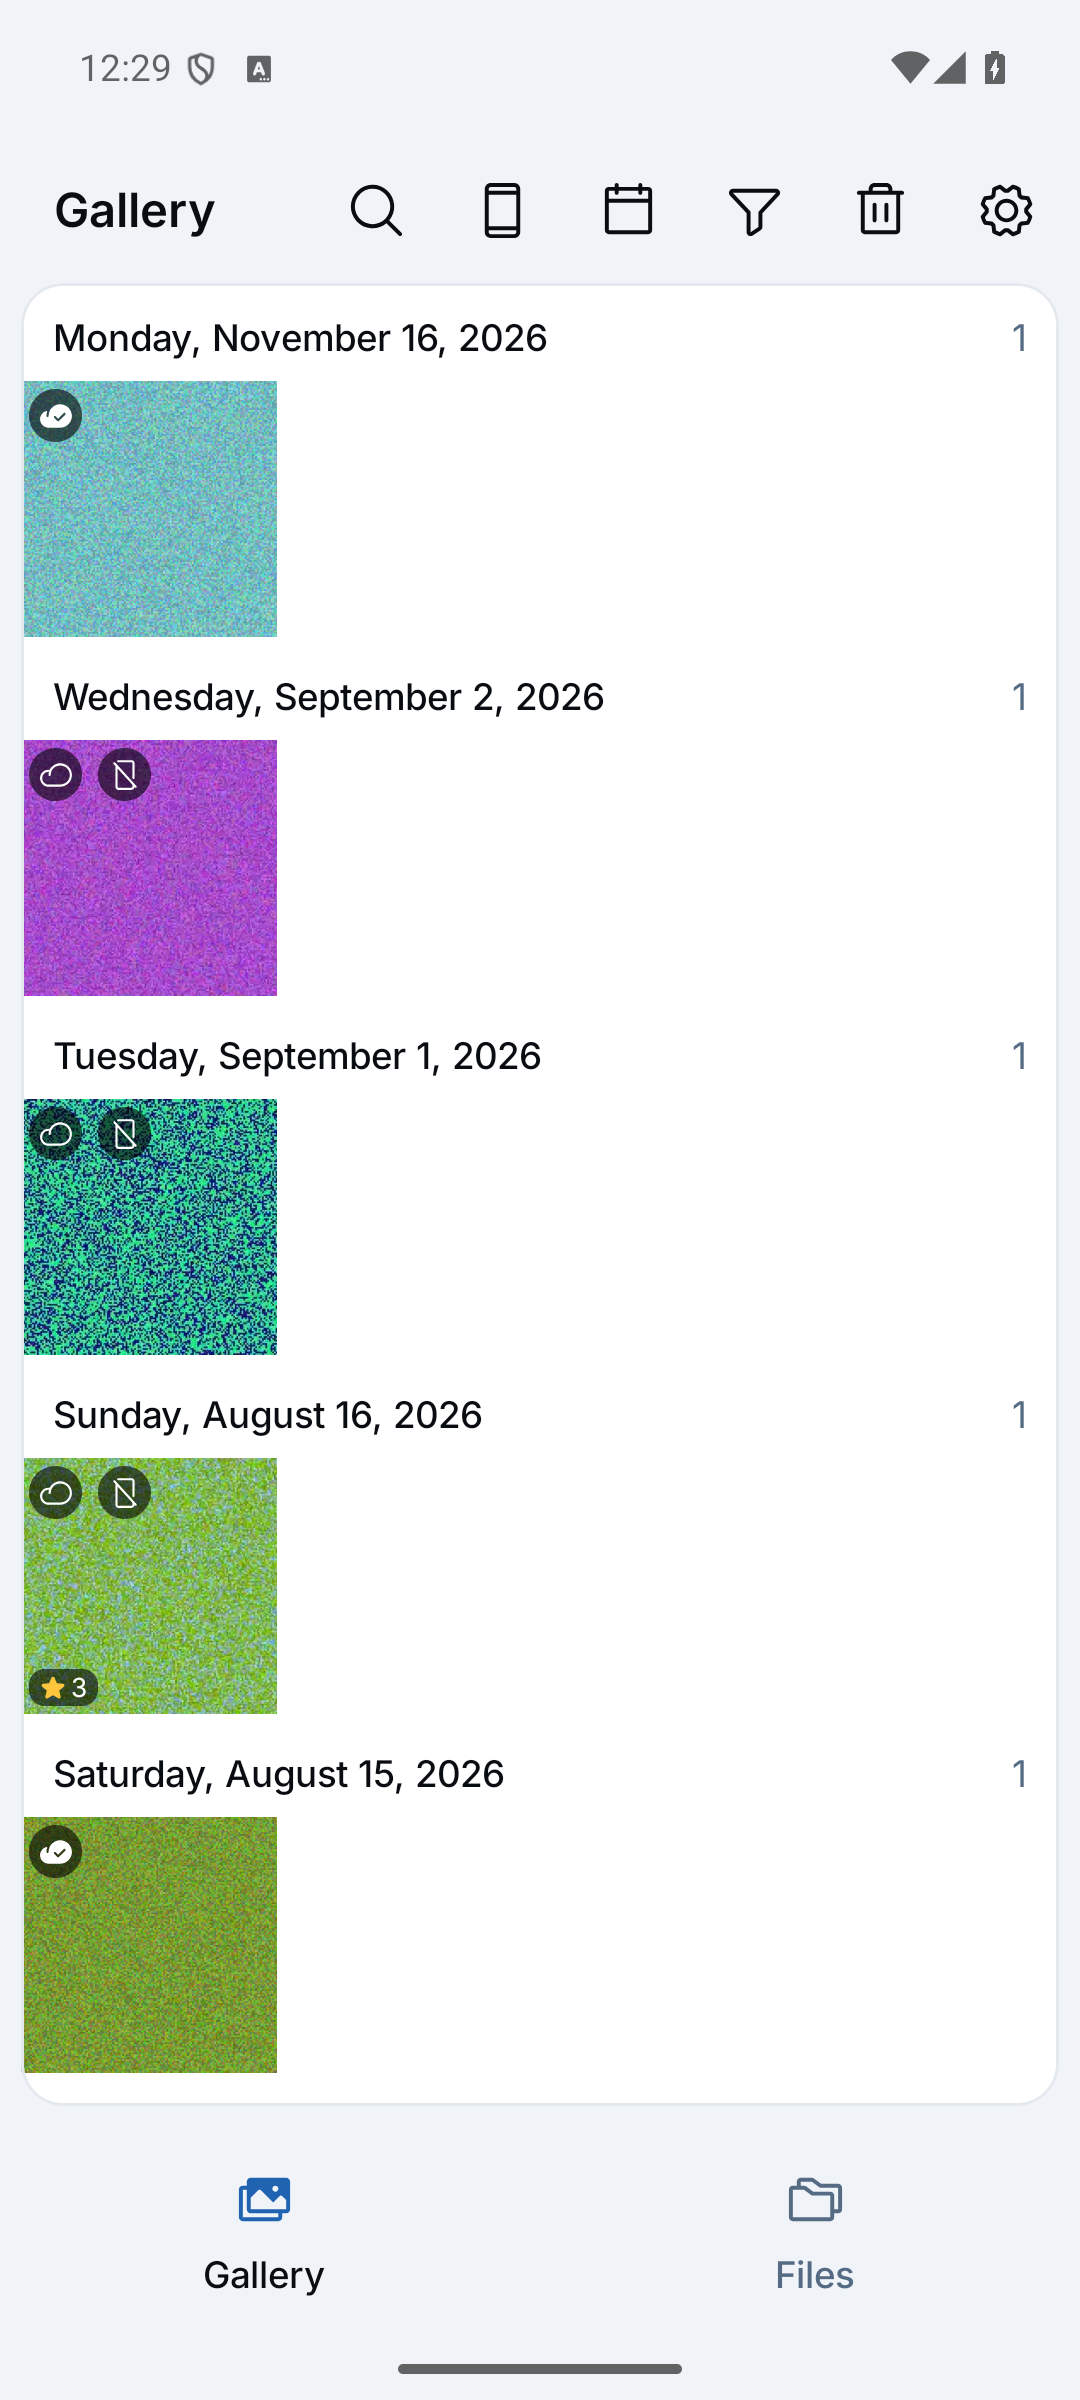 12:29
Gallery
Monday, November 16, 2026 1
Wednesday, September 2, 2026 1
Tuesday, September 1, 2026 1
Sunday, August 16, 2026 1
3
Saturday, August 15, 2026 1
Gallery Files